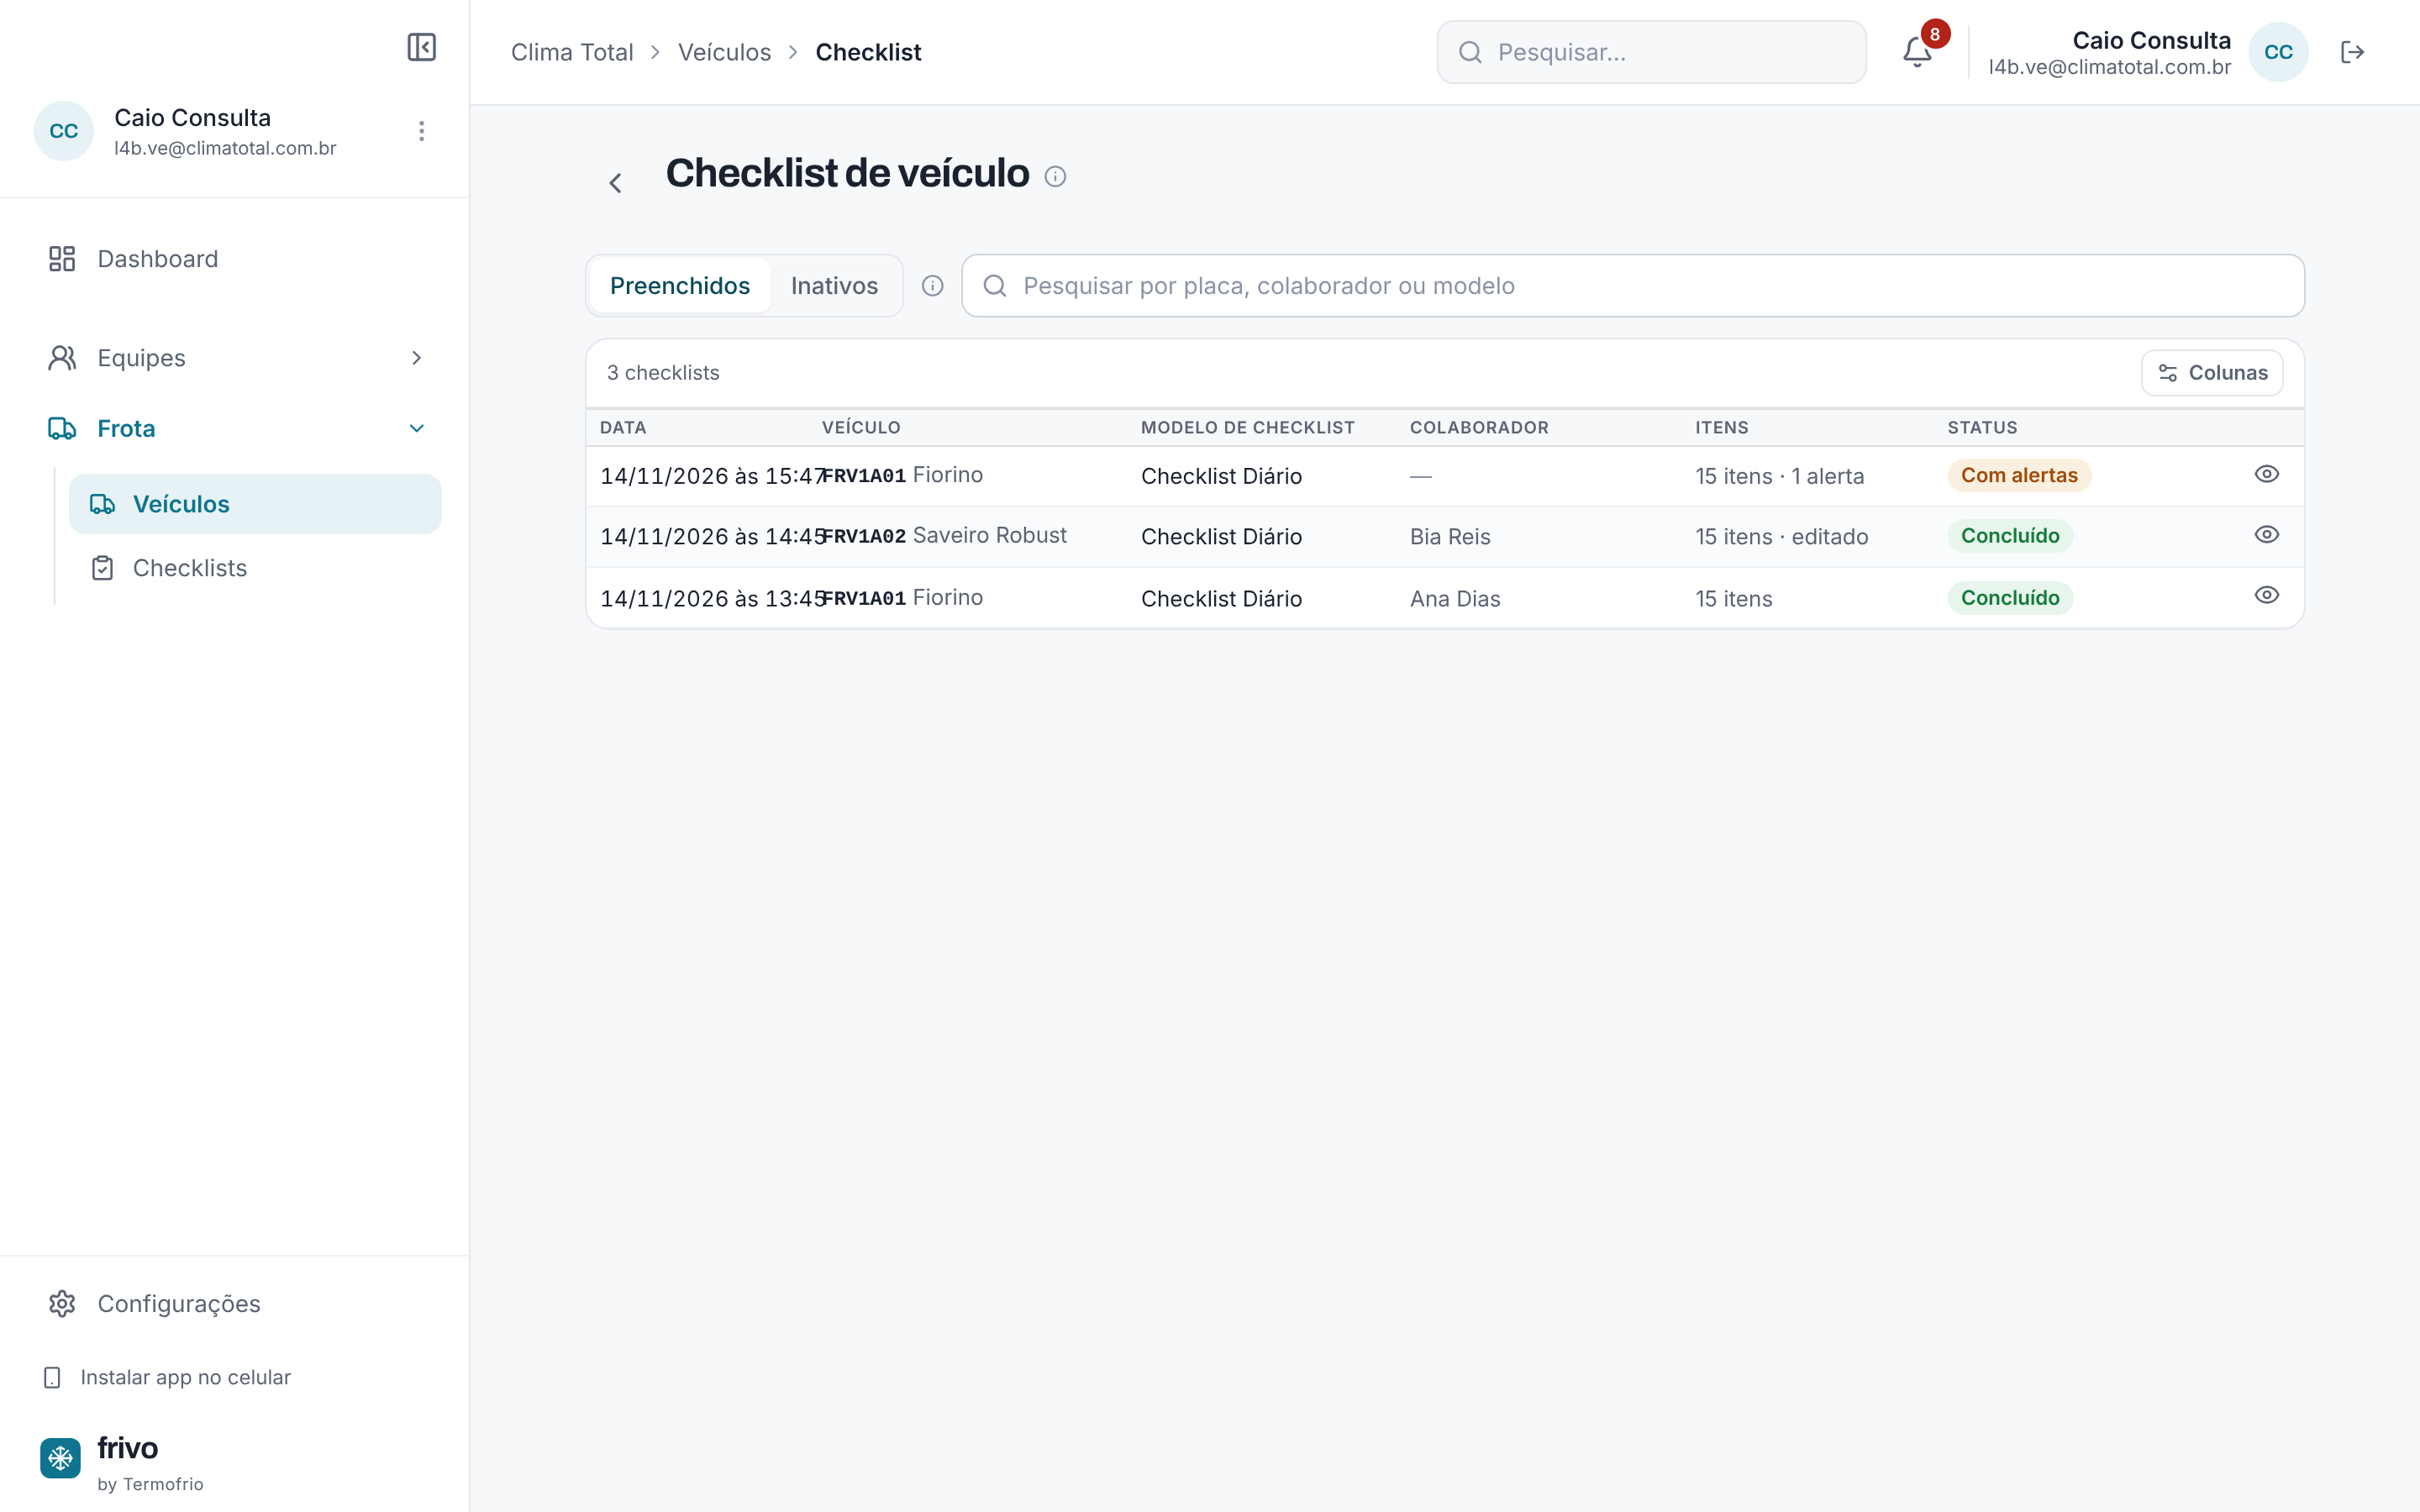 Clima Total > Veículos > Checklist
Pesquisar...
8
Caio Consulta
l4b.ve@climatotal.com.br
CC
CC
Caio Consulta
l4b.ve@climatotal.com.br
Dashboard
Equipes
Frota
Veículos
Checklists
Configurações
Instalar app no celular
frivo
by Termofrio
Checklist de veículo
Preenchidos
Inativos
Pesquisar por placa, colaborador ou modelo
3 checklists
Colunas
DATA VEÍCULO MODELO DE CHECKLIST COLABORADOR ITENS STATUS
14/11/2026 às 15:47 FRV1A01 Fiorino Checklist Diário — 15 itens · 1 alerta Com alertas
14/11/2026 às 14:45 FRV1A02 Saveiro Robust Checklist Diário Bia Reis 15 itens · editado Concluído
14/11/2026 às 13:45 FRV1A01 Fiorino Checklist Diário Ana Dias 15 itens Concluído